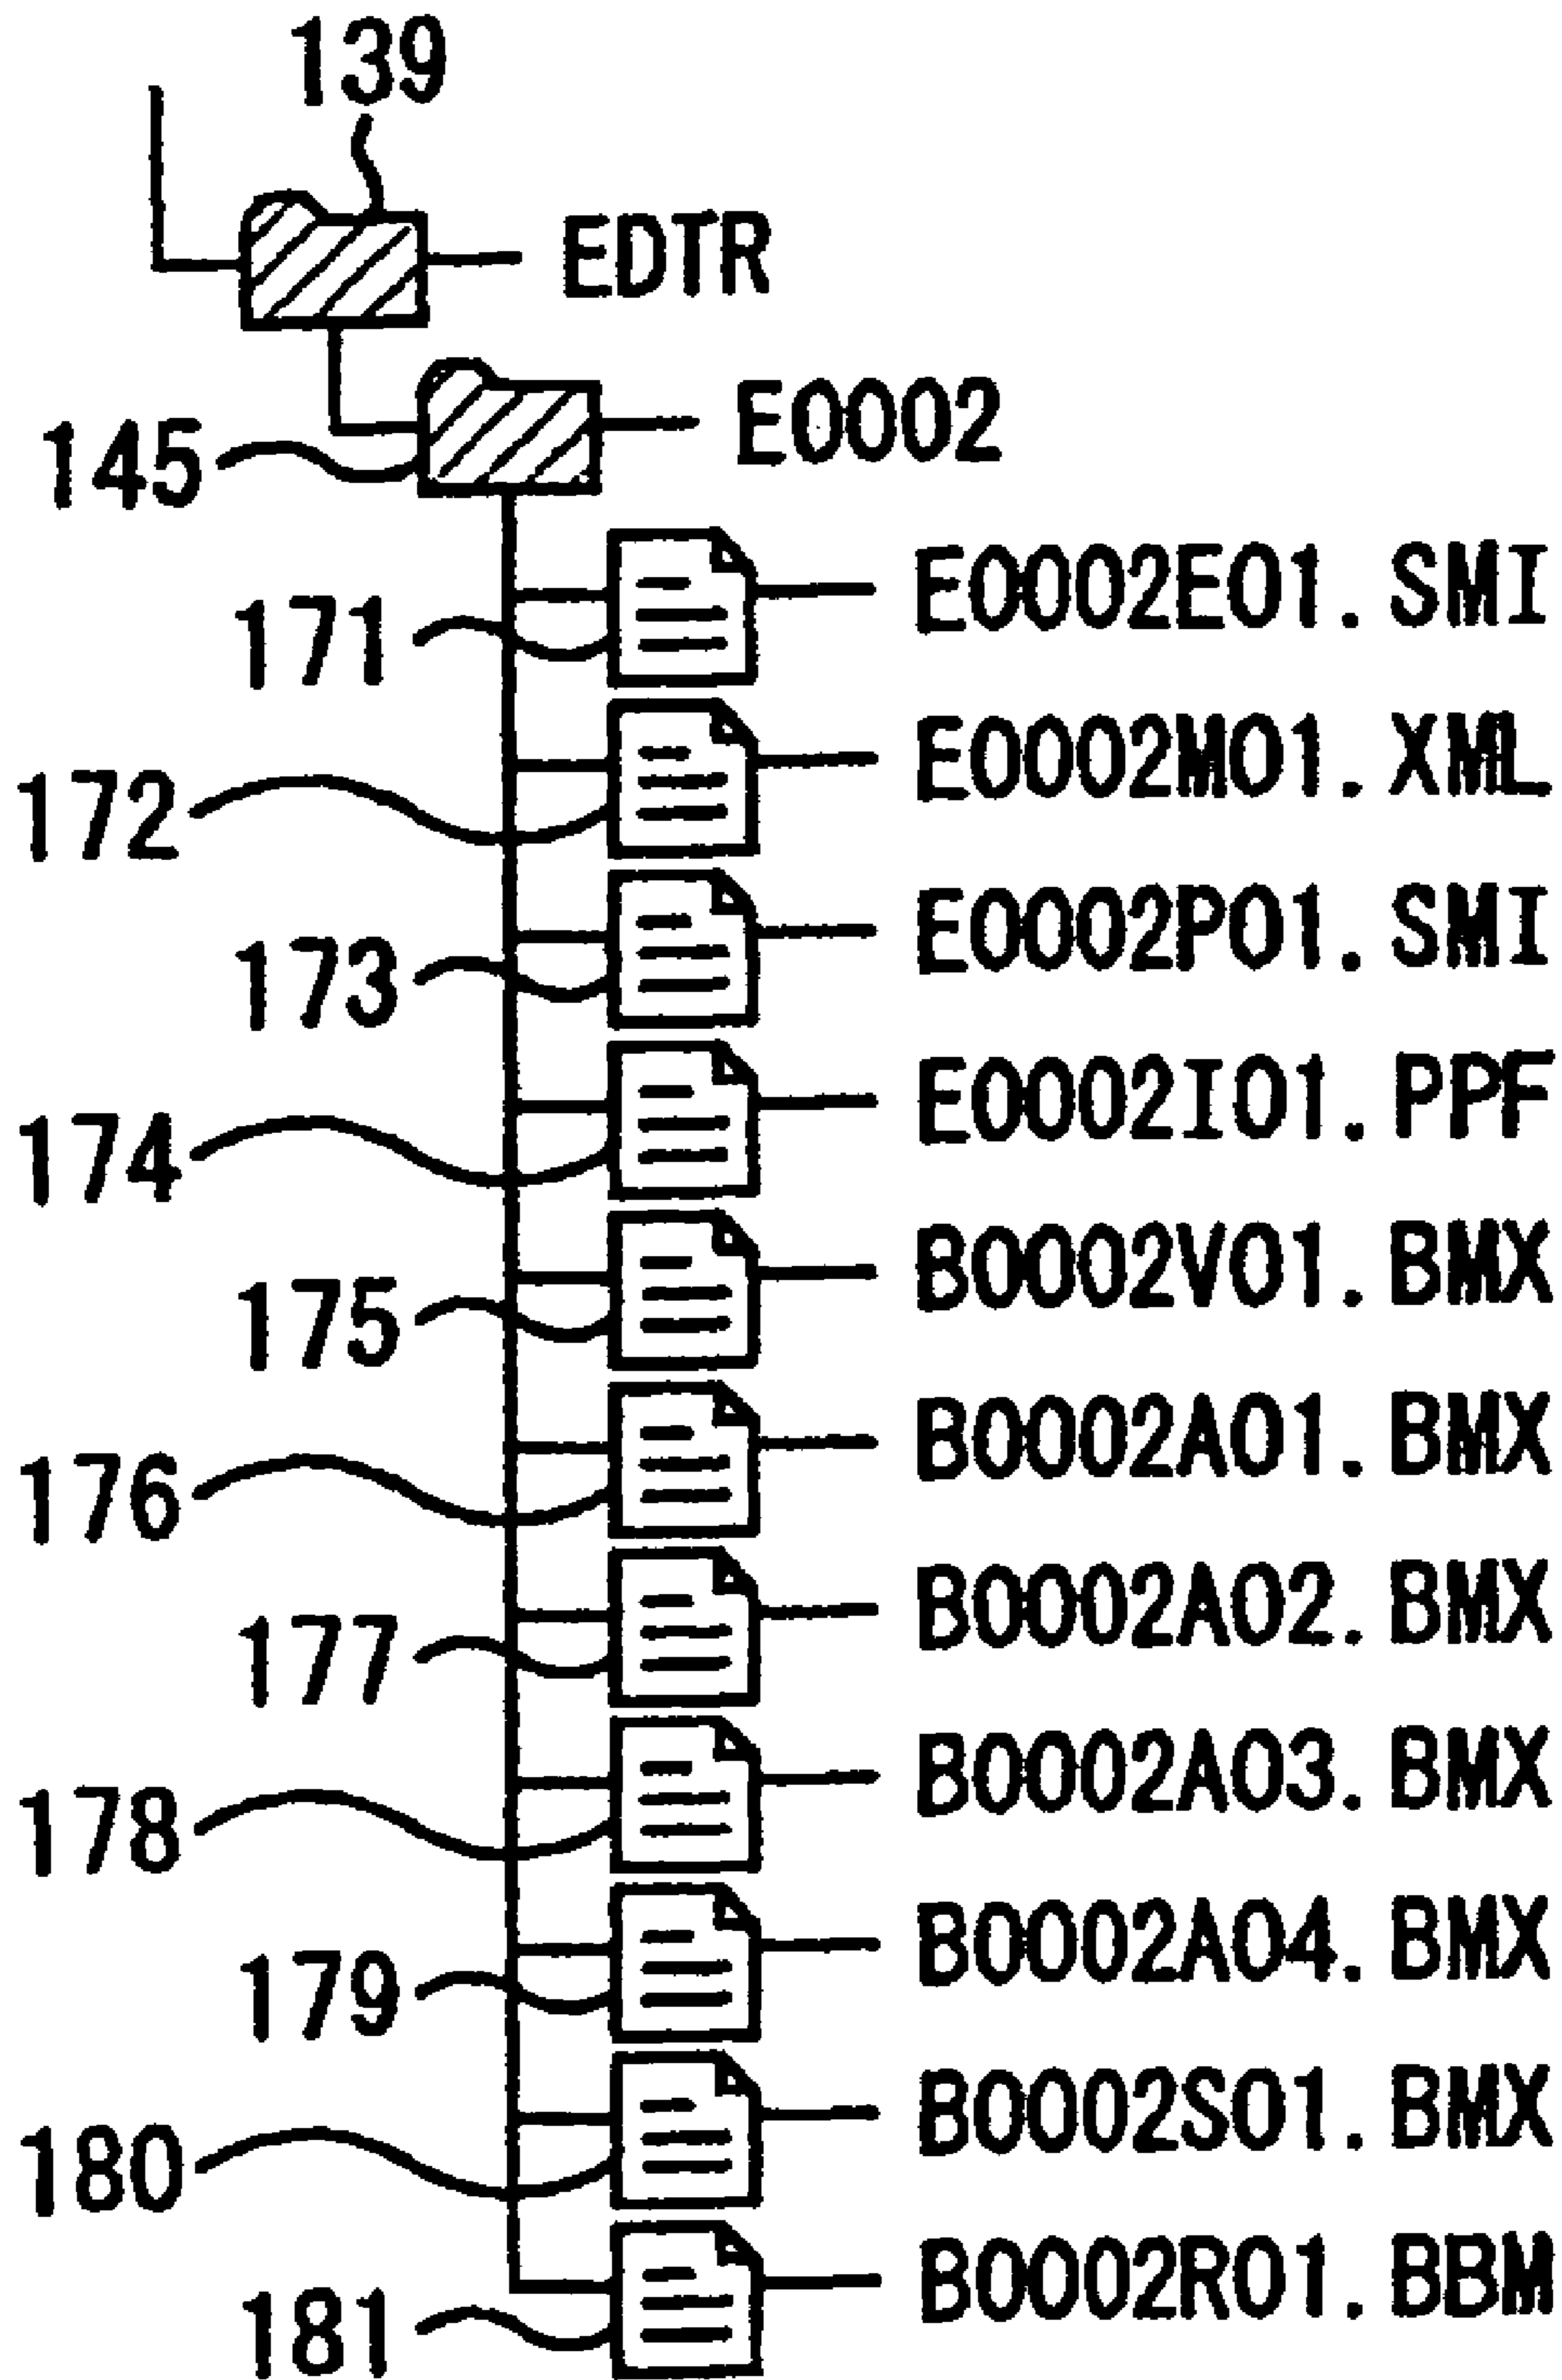 139
EDTR
145 E0002
171 E0002E01.SMI
172 E0002M01.XML
173 E0002P01.SMI
174 E0002I01.PPF
175 B0002V01.BMX
176 B0002A01.BMX
177 B0002A02.BMX
178 B0002A03.BMX
179 B0002A04.BMX
180 B0002S01.BMX
181 B0002R01.BBM